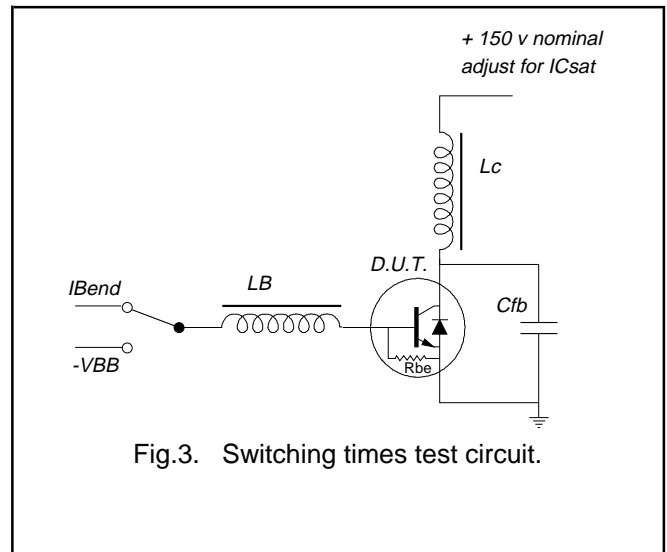 + 150 v nominal
adjust for ICsat
Lc
D.U.T.
IBend
LB
Cfb
-VBB
Rbe
Fig.3. Switching times test circuit.